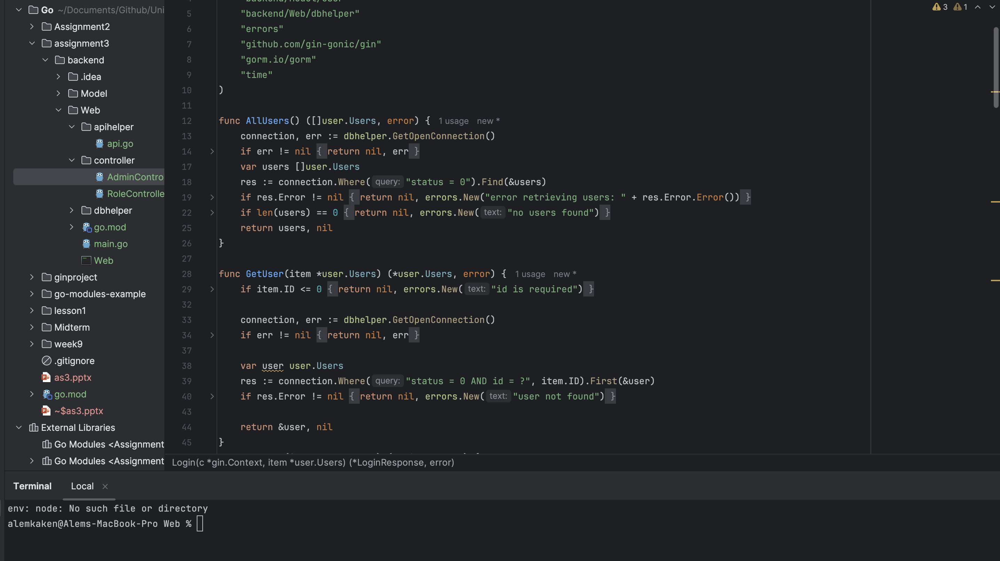 Go ~/Documents/Github/Uni
Assignment2
assignment3
backend
.idea
Model
Web
apihelper
api.go
controller
AdminContro
RoleControlle
dbhelper
go.mod
main.go
Web
ginproject
go-modules-example
lesson1
Midterm
week9
.gitignore
as3.pptx
go.mod
~$as3.pptx
External Libraries
Go Modules <Assignment
Go Modules <Assignment
3 1
5 "backend/Web/dbhelper"
6 "errors"
7 "github.com/gin-gonic/gin"
8 "gorm.io/gorm"
9 "time"
10 )
11
12 func AllUsers() ([]user.Users, error) { 1 usage new *
13 connection, err := dbhelper.GetOpenConnection()
14 if err != nil { return nil, err }
17 var users []user.Users
18 res := connection.Where( query: "status = 0").Find(&users)
19 if res.Error != nil { return nil, errors.New("error retrieving users: " + res.Error.Error()) }
22 if len(users) == 0 { return nil, errors.New( text: "no users found") }
25 return users, nil
26 }
27
28 func GetUser(item *user.Users) (*user.Users, error) { 1 usage new *
29 if item.ID <= 0 { return nil, errors.New( text: "id is required") }
32
33 connection, err := dbhelper.GetOpenConnection()
34 if err != nil { return nil, err }
37
38 var user user.Users
39 res := connection.Where( query: "status = 0 AND id = ?", item.ID).First(&user)
40 if res.Error != nil { return nil, errors.New( text: "user not found") }
43
44 return &user, nil
45 }
Login(c *gin.Context, item *user.Users) (*LoginResponse, error)
Terminal Local
env: node: No such file or directory
alemkaken@Alems-MacBook-Pro Web %